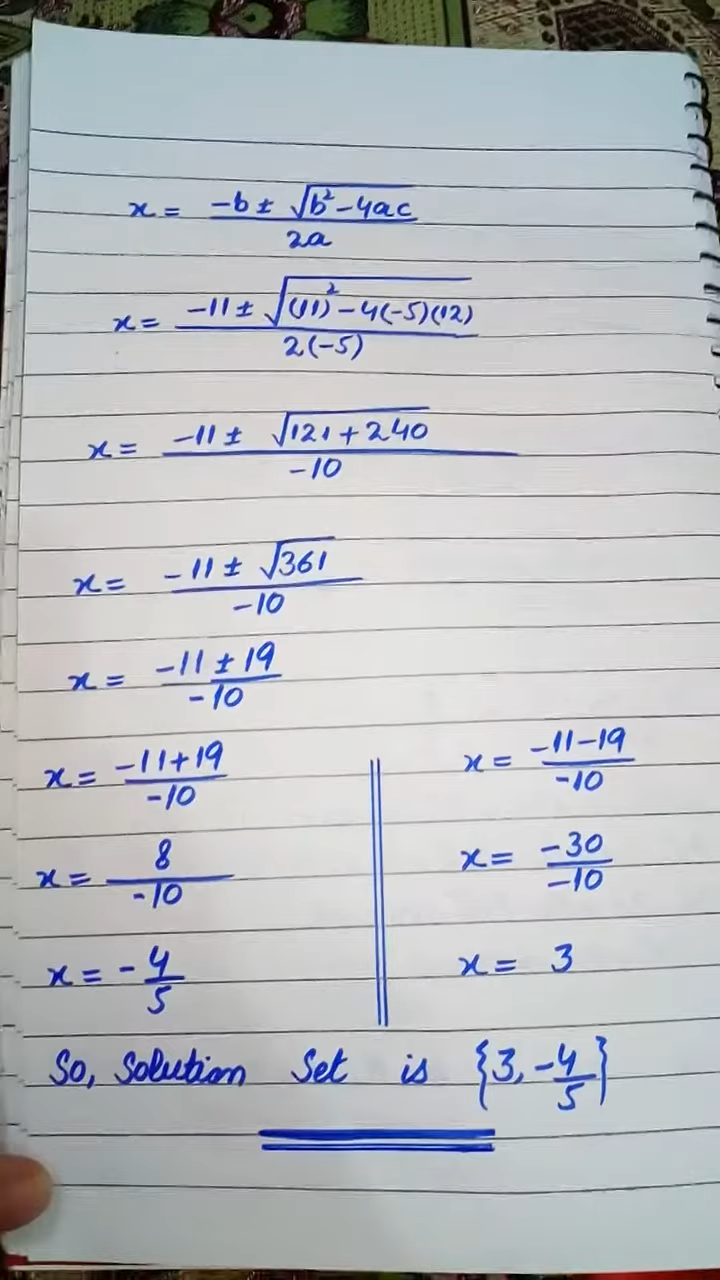 x = -b ± √b² - 4ac / 2a
x = -11 ± √(11)² - 4(-5)(12) / 2(-5)
x = -11 ± √121 + 240 / -10
x = -11 ± √361 / -10
x = -11 ± 19 / -10
x = -11 + 19 / -10
x = 8 / -10
x = - 4/5
x = -11 - 19 / -10
x = -30 / -10
x = 3
So, Solution Set is {3, -4/5}